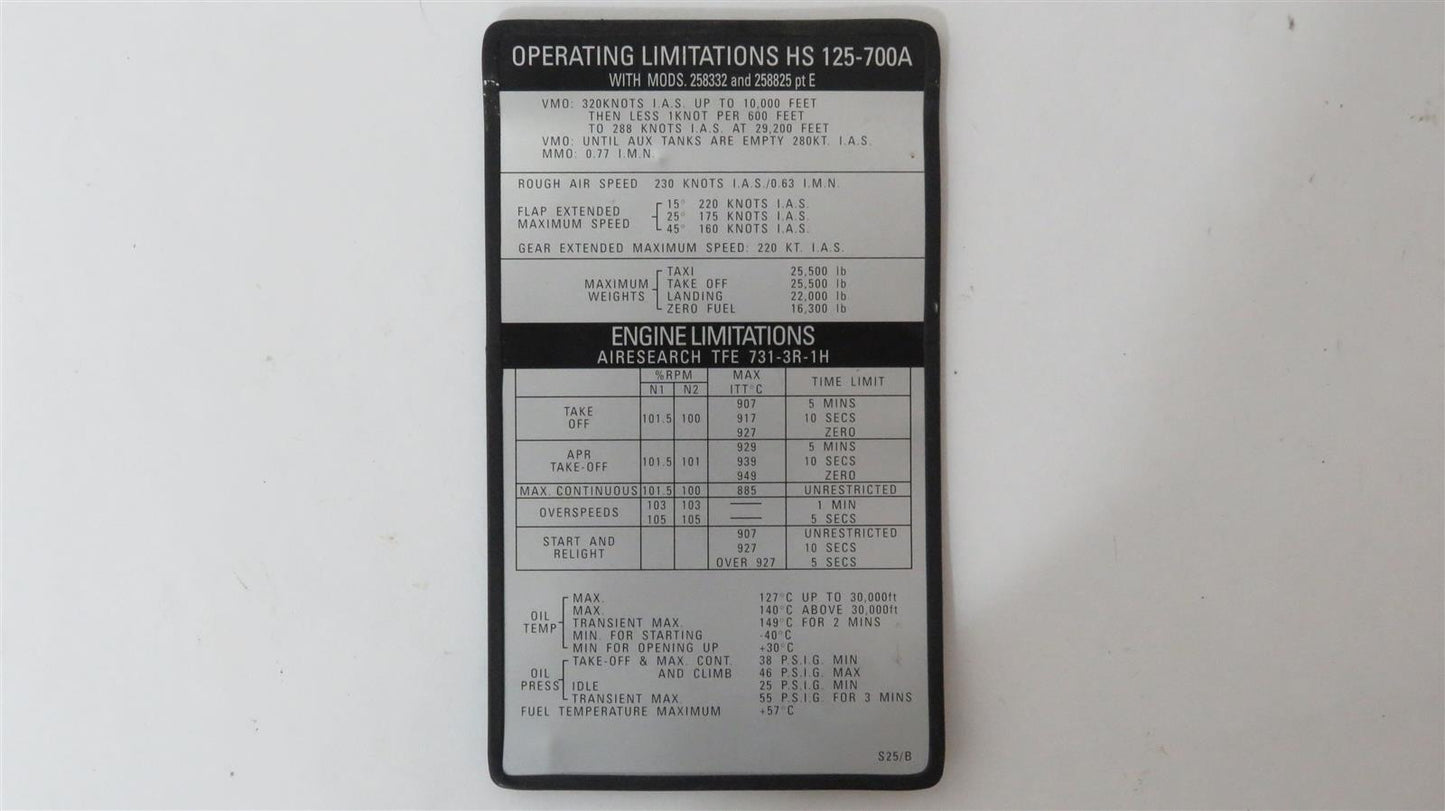 OPERATING LIMITATIONS HS 125-700A
WITH MODS. 258332 and 258825 pt E
VMO: 320KNOTS I.A.S. UP TO 10,000 FEET
THEN LESS 1KNOT PER 600 FEET
TO 288 KNOTS I.A.S. AT 29,200 FEET
VMO: UNTIL AUX TANKS ARE EMPTY 280KT. I.A.S.
MMO: 0.77 I.M.N.
ROUGH AIR SPEED 230 KNOTS I.A.S./0.63 I.M.N.
FLAP EXTENDED
MAXIMUM SPEED
15° 220 KNOTS I.A.S.
25° 175 KNOTS I.A.S.
45° 160 KNOTS I.A.S.
GEAR EXTENDED MAXIMUM SPEED: 220 KT. I.A.S.
MAXIMUM
WEIGHTS
TAXI 25,500 lb
TAKE OFF 25,500 lb
LANDING 22,000 lb
ZERO FUEL 16,300 lb
ENGINE LIMITATIONS
AIRESEARCH TFE 731-3R-1H
%RPM MAX TIME LIMIT
N1 N2 ITT°C
TAKE OFF 101.5 100 907 5 MINS
917 10 SECS
927 ZERO
APR TAKE-OFF 101.5 101 929 5 MINS
939 10 SECS
949 ZERO
MAX. CONTINUOUS 101.5 100 885 UNRESTRICTED
OVERSPEEDS 103 103 —— 1 MIN
105 105 —— 5 SECS
START AND RELIGHT 907 UNRESTRICTED
927 10 SECS
OVER 927 5 SECS
OIL
TEMP
MAX. 127°C UP TO 30,000ft
MAX. 140°C ABOVE 30,000ft
TRANSIENT MAX. 149°C FOR 2 MINS
MIN. FOR STARTING -40°C
MIN FOR OPENING UP +30°C
OIL
PRESS
TAKE-OFF & MAX. CONT. 38 P.S.I.G. MIN
AND CLIMB 46 P.S.I.G. MAX
IDLE 25 P.S.I.G. MIN
TRANSIENT MAX. 55 P.S.I.G. FOR 3 MINS
FUEL TEMPERATURE MAXIMUM +57°C
S25/B